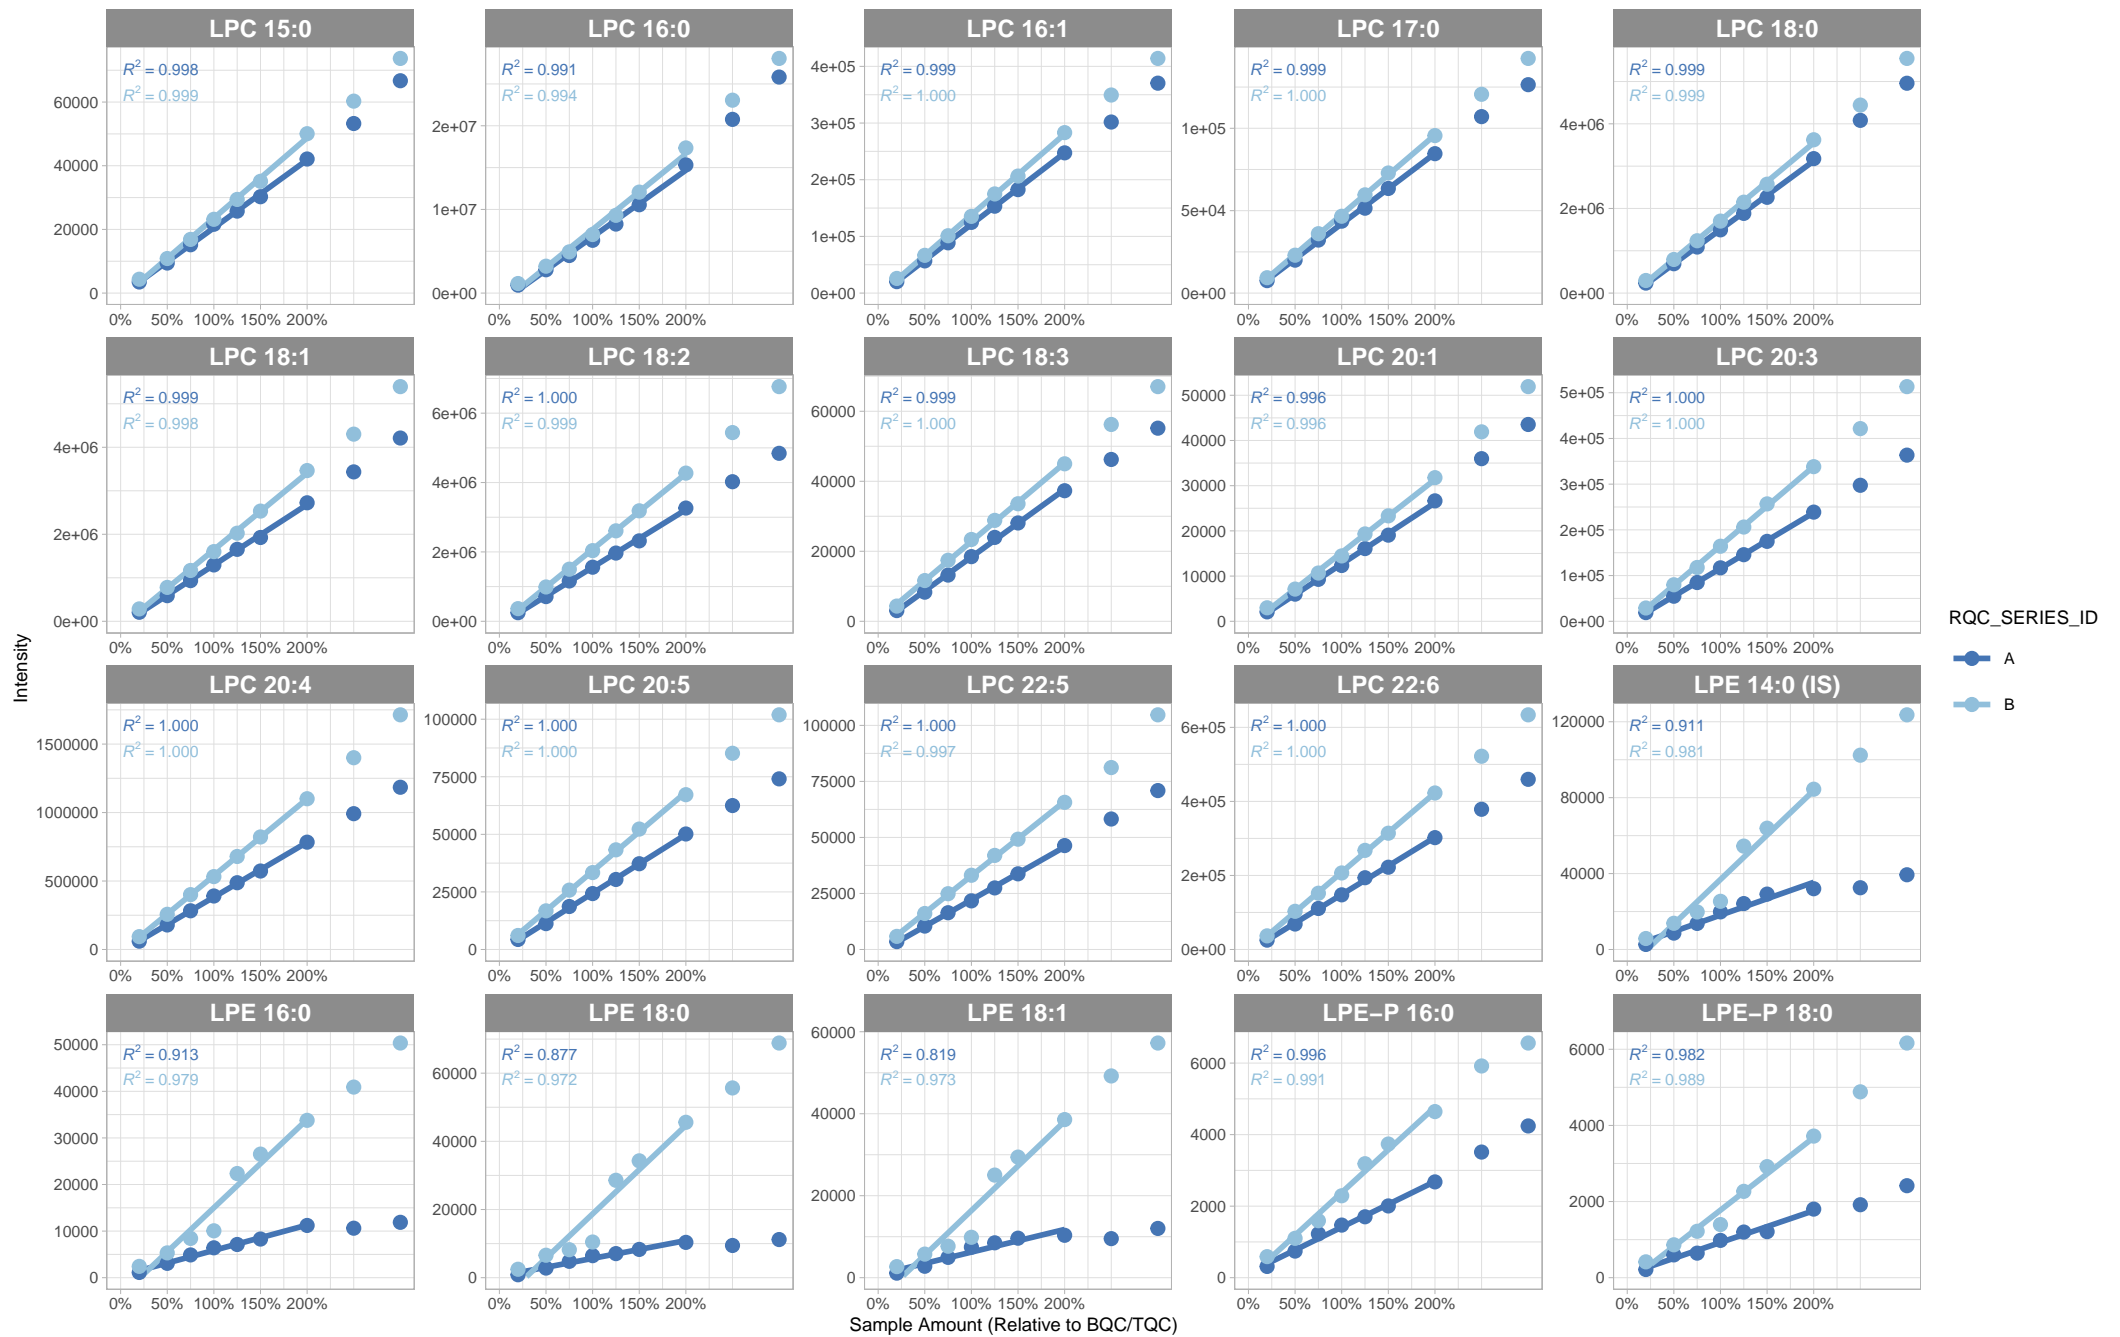 LPC 15:0
R² = 0.998
R² = 0.999
60000
40000
20000
0
0% 50% 100% 150% 200%
LPC 16:0
R² = 0.991
R² = 0.994
2e+07
1e+07
0e+00
0% 50% 100% 150% 200%
LPC 16:1
R² = 0.999
R² = 1.000
4e+05
3e+05
2e+05
1e+05
0e+00
0% 50% 100% 150% 200%
LPC 17:0
R² = 0.999
R² = 1.000
1e+05
5e+04
0e+00
0% 50% 100% 150% 200%
LPC 18:0
R² = 0.999
R² = 0.999
4e+06
2e+06
0e+00
0% 50% 100% 150% 200%
LPC 18:1
R² = 0.999
R² = 0.998
4e+06
2e+06
0e+00
0% 50% 100% 150% 200%
LPC 18:2
R² = 1.000
R² = 0.999
6e+06
4e+06
2e+06
0e+00
0% 50% 100% 150% 200%
LPC 18:3
R² = 0.999
R² = 1.000
60000
40000
20000
0
0% 50% 100% 150% 200%
LPC 20:1
R² = 0.996
R² = 0.996
50000
40000
30000
20000
10000
0
0% 50% 100% 150% 200%
LPC 20:3
R² = 1.000
R² = 1.000
5e+05
4e+05
3e+05
2e+05
1e+05
0e+00
0% 50% 100% 150% 200%
LPC 20:4
R² = 1.000
R² = 1.000
1500000
1000000
500000
0
0% 50% 100% 150% 200%
LPC 20:5
R² = 1.000
R² = 1.000
100000
75000
50000
25000
0
0% 50% 100% 150% 200%
LPC 22:5
R² = 1.000
R² = 0.997
100000
75000
50000
25000
0
0% 50% 100% 150% 200%
LPC 22:6
R² = 1.000
R² = 1.000
6e+05
4e+05
2e+05
0e+00
0% 50% 100% 150% 200%
LPE 14:0 (IS)
R² = 0.911
R² = 0.981
120000
80000
40000
0
0% 50% 100% 150% 200%
LPE 16:0
R² = 0.913
R² = 0.979
50000
40000
30000
20000
10000
0
0% 50% 100% 150% 200%
LPE 18:0
R² = 0.877
R² = 0.972
60000
40000
20000
0
0% 50% 100% 150% 200%
LPE 18:1
R² = 0.819
R² = 0.973
60000
40000
20000
0
0% 50% 100% 150% 200%
LPE−P 16:0
R² = 0.996
R² = 0.991
6000
4000
2000
0
0% 50% 100% 150% 200%
LPE−P 18:0
R² = 0.982
R² = 0.989
6000
4000
2000
0
0% 50% 100% 150% 200%
Intensity
Sample Amount (Relative to BQC/TQC)
RQC_SERIES_ID
A
B